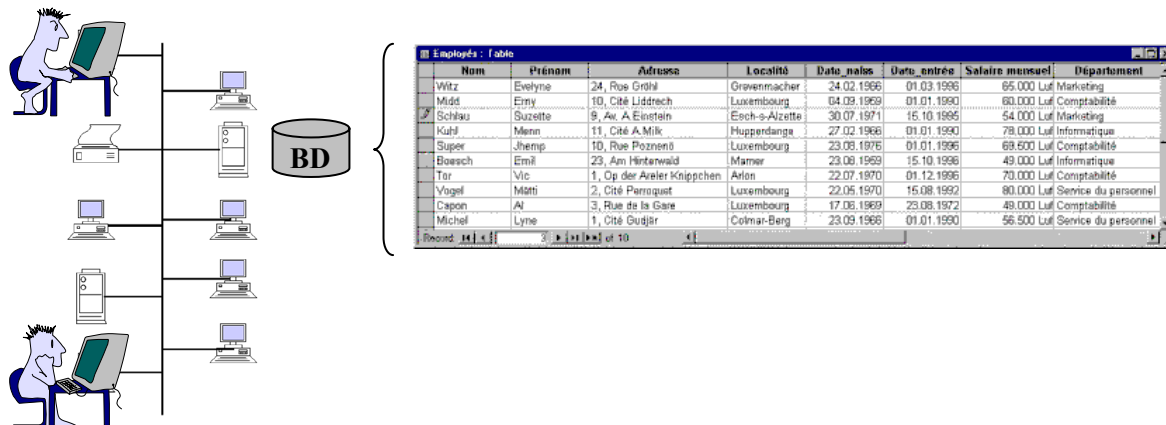 BD
Employés : Table
Nom Prénom Adresse Localité Date_naiss Date_entrée Salaire mensuel Département
Witz Evelyne 24, Rue Gröhl Grevenmacher 24.02.1966 01.03.1996 65.000 Luf Marketing
Midd Emy 10, Cité Liddrech Luxembourg 04.09.1969 01.01.1990 60.000 Luf Comptabilité
Schlau Suzette 9, Av. A.Einstein Esch-s-Alzette 30.07.1971 15.10.1995 54.000 Luf Marketing
Kuhl Menn 11, Cité A.Milk Hupperdange 27.02.1966 01.01.1990 78.000 Luf Informatique
Super Jhemp 10, Rue Poznenö Luxembourg 23.08.1976 01.01.1996 69.500 Luf Comptabilité
Boesch Emil 23, Am Hinterwald Mamer 23.08.1959 15.10.1996 49.000 Luf Informatique
Tor Vic 1, Op der Areler Knippchen Arlon 22.07.1970 01.12.1996 70.000 Luf Comptabilité
Vogel Mätti 2, Cité Perroquet Luxembourg 22.05.1970 15.08.1992 80.000 Luf Service du personnel
Capon Al 3, Rue de la Gare Luxembourg 17.06.1969 23.08.1972 49.000 Luf Comptabilité
Michel Lyne 1, Cité Gudjär Colmar-Berg 23.09.1966 01.01.1990 56.500 Luf Service du personnel
Record: 3 of 10